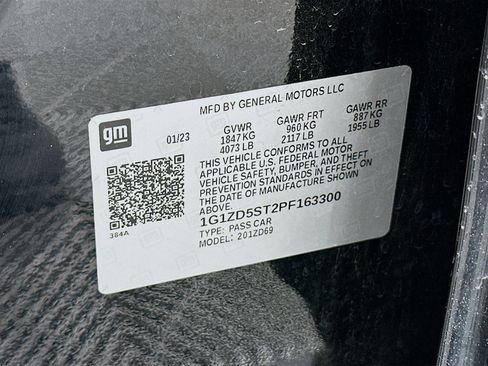 MFD BY GENERAL MOTORS LLC
gm
01/23
GVWR GAWR FRT GAWR RR
1847 KG 960 KG 887 KG
4073 LB 2117 LB 1955 LB
THIS VEHICLE CONFORMS TO ALL
APPLICABLE U.S. FEDERAL MOTOR
VEHICLE SAFETY, BUMPER, AND THEFT
PREVENTION STANDARDS IN EFFECT ON
THE DATE OF MANUFACTURE SHOWN
ABOVE.
1G1ZD5ST2PF163300
384A
TYPE: PASS CAR
MODEL: 201ZD69